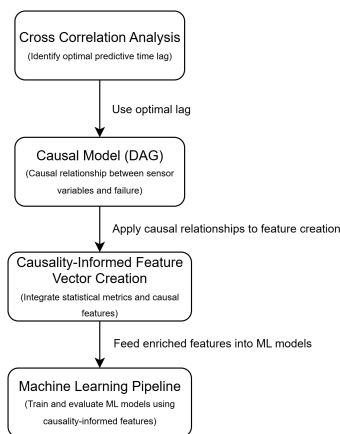 Cross Correlation Analysis
(Identify optimal predictive time lag)
Use optimal lag
Causal Model (DAG)
(Causal relationship between sensor
variables and failure)
Apply causal relationships to feature creation
Causality-Informed Feature
Vector Creation
(Integrate statistical metrics and causal
features)
Feed enriched features into ML models
Machine Learning Pipeline
(Train and evaluate ML models using
causality-informed features)